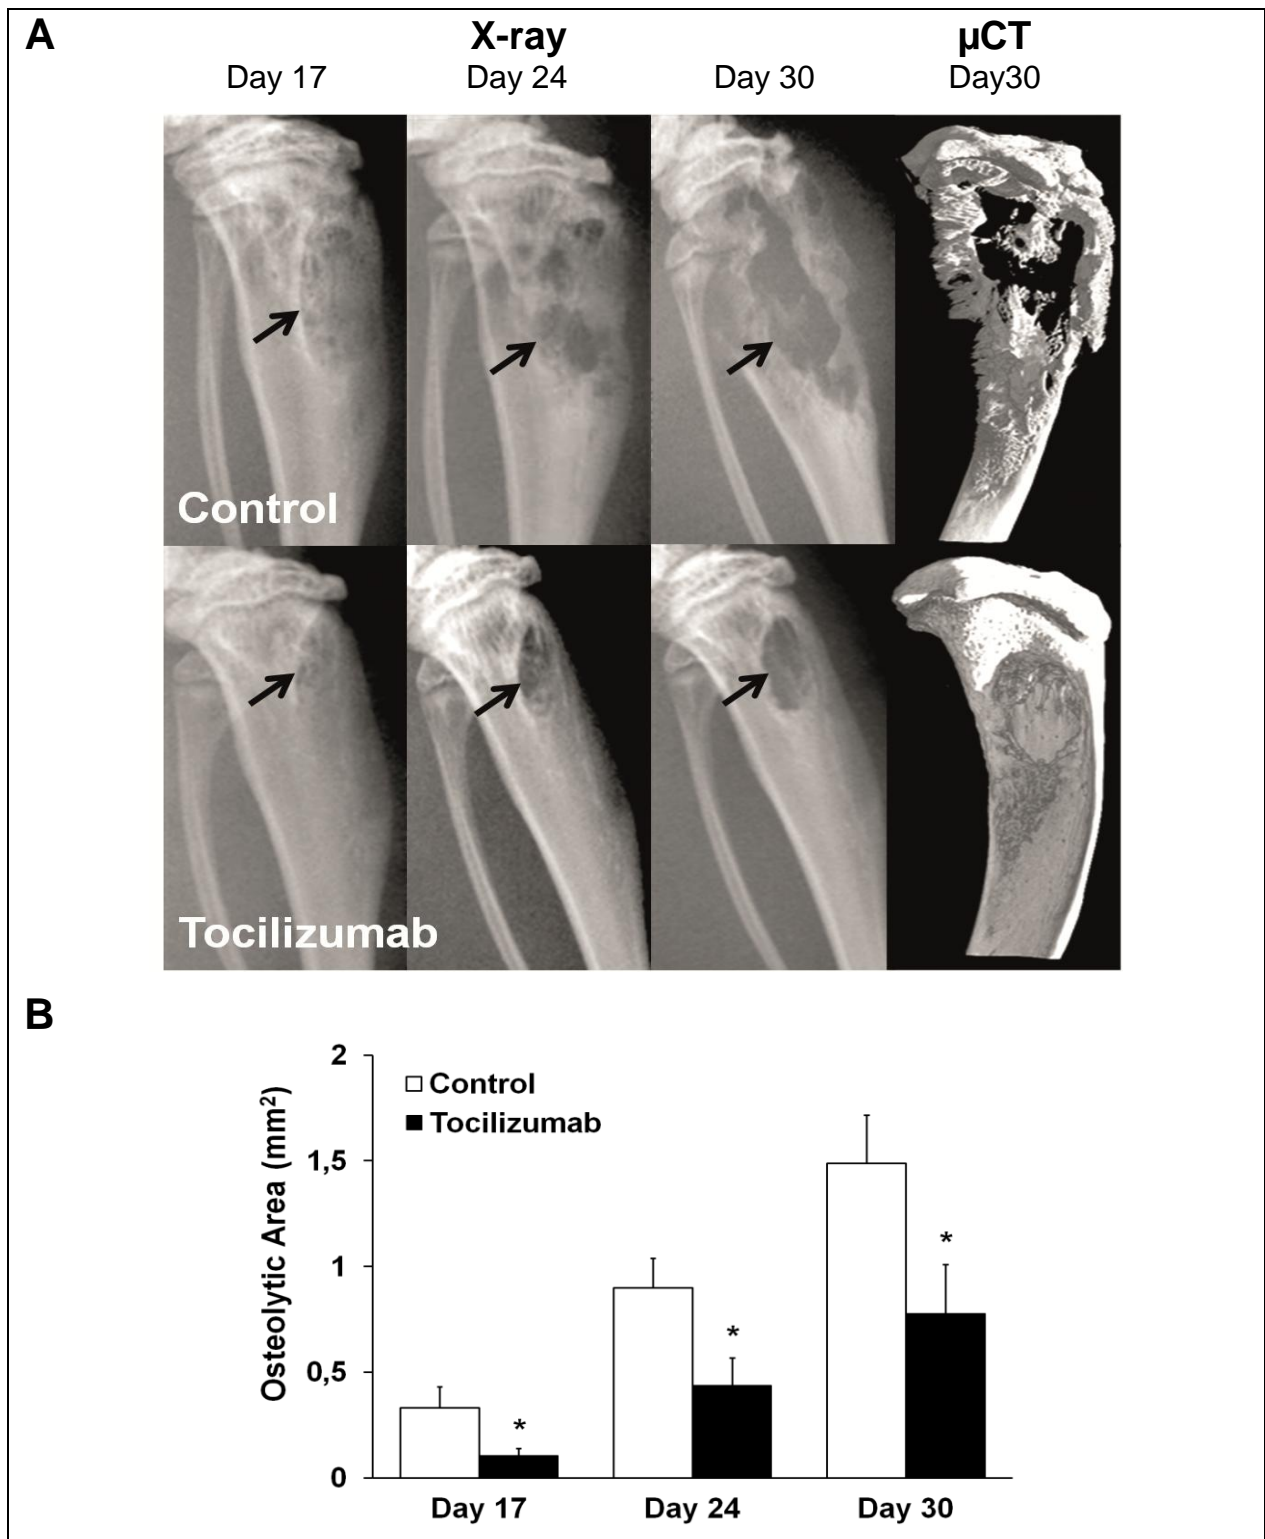 A
X-ray
µCT
Day 17
Day 24
Day 30
Day30
Control
Tocilizumab
B
Osteolytic Area (mm²)
2
1,5
1
0,5
0
Control
Tocilizumab
*
*
*
Day 17
Day 24
Day 30